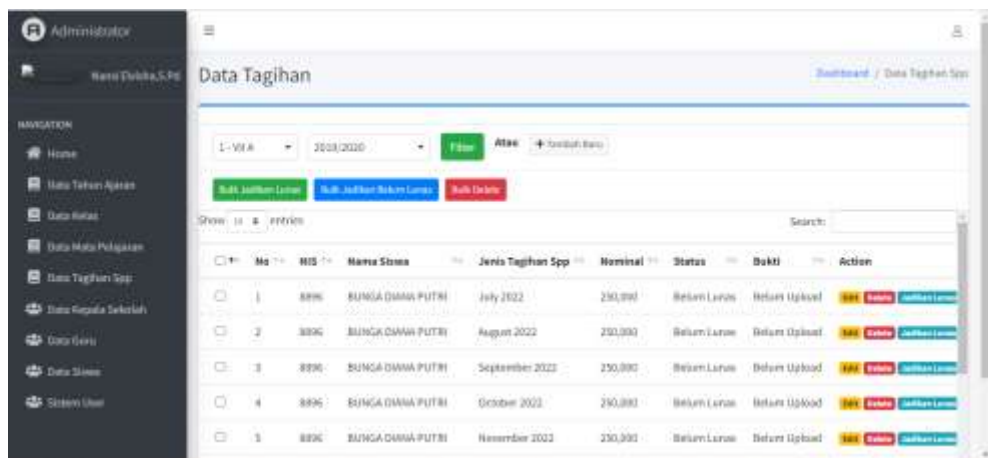 Administrator
Data Tagihan
Dashboard / Data Tagihan Spp
NAVIGATION
Home
Data Tahun Ajaran
Data Kelas
Data Mata Pelajaran
Data Tagihan Spp
Data Kepala Sekolah
Data Guru
Data Siswa
Sistem User
1 - VII A 2019/2020 Filter Atau + Tambah Baru
Bulk Jadikan Lunas Bulk Jadikan Belum Lunas Bulk Delete
Show 10 entries Search:
No NIS Nama Siswa Jenis Tagihan Spp Nominal Status Bukti Action
1 8896 BUNGA DIANA PUTRI July 2022 250,000 Belum Lunas Belum Upload Edit Delete Jadikan Lunas
2 8896 BUNGA DIANA PUTRI August 2022 250,000 Belum Lunas Belum Upload Edit Delete Jadikan Lunas
3 8896 BUNGA DIANA PUTRI September 2022 250,000 Belum Lunas Belum Upload Edit Delete Jadikan Lunas
4 8896 BUNGA DIANA PUTRI October 2022 250,000 Belum Lunas Belum Upload Edit Delete Jadikan Lunas
5 8896 BUNGA DIANA PUTRI November 2022 250,000 Belum Lunas Belum Upload Edit Delete Jadikan Lunas